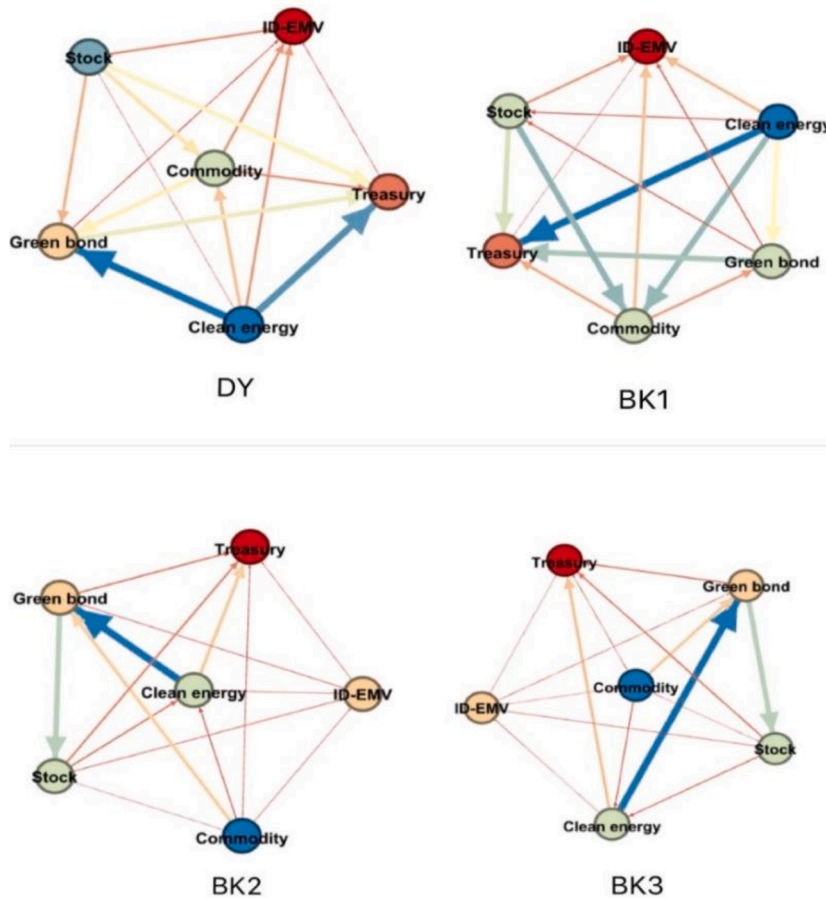 ID-EMV
Stock
Commodity
Treasury
Green bond
Clean energy
DY
ID-EMV
Stock
Clean energy
Treasury
Green bond
Commodity
BK1
Treasury
Green bond
Clean energy
ID-EMV
Stock
Commodity
BK2
Treasury
Green bond
Commodity
ID-EMV
Stock
Clean energy
BK3